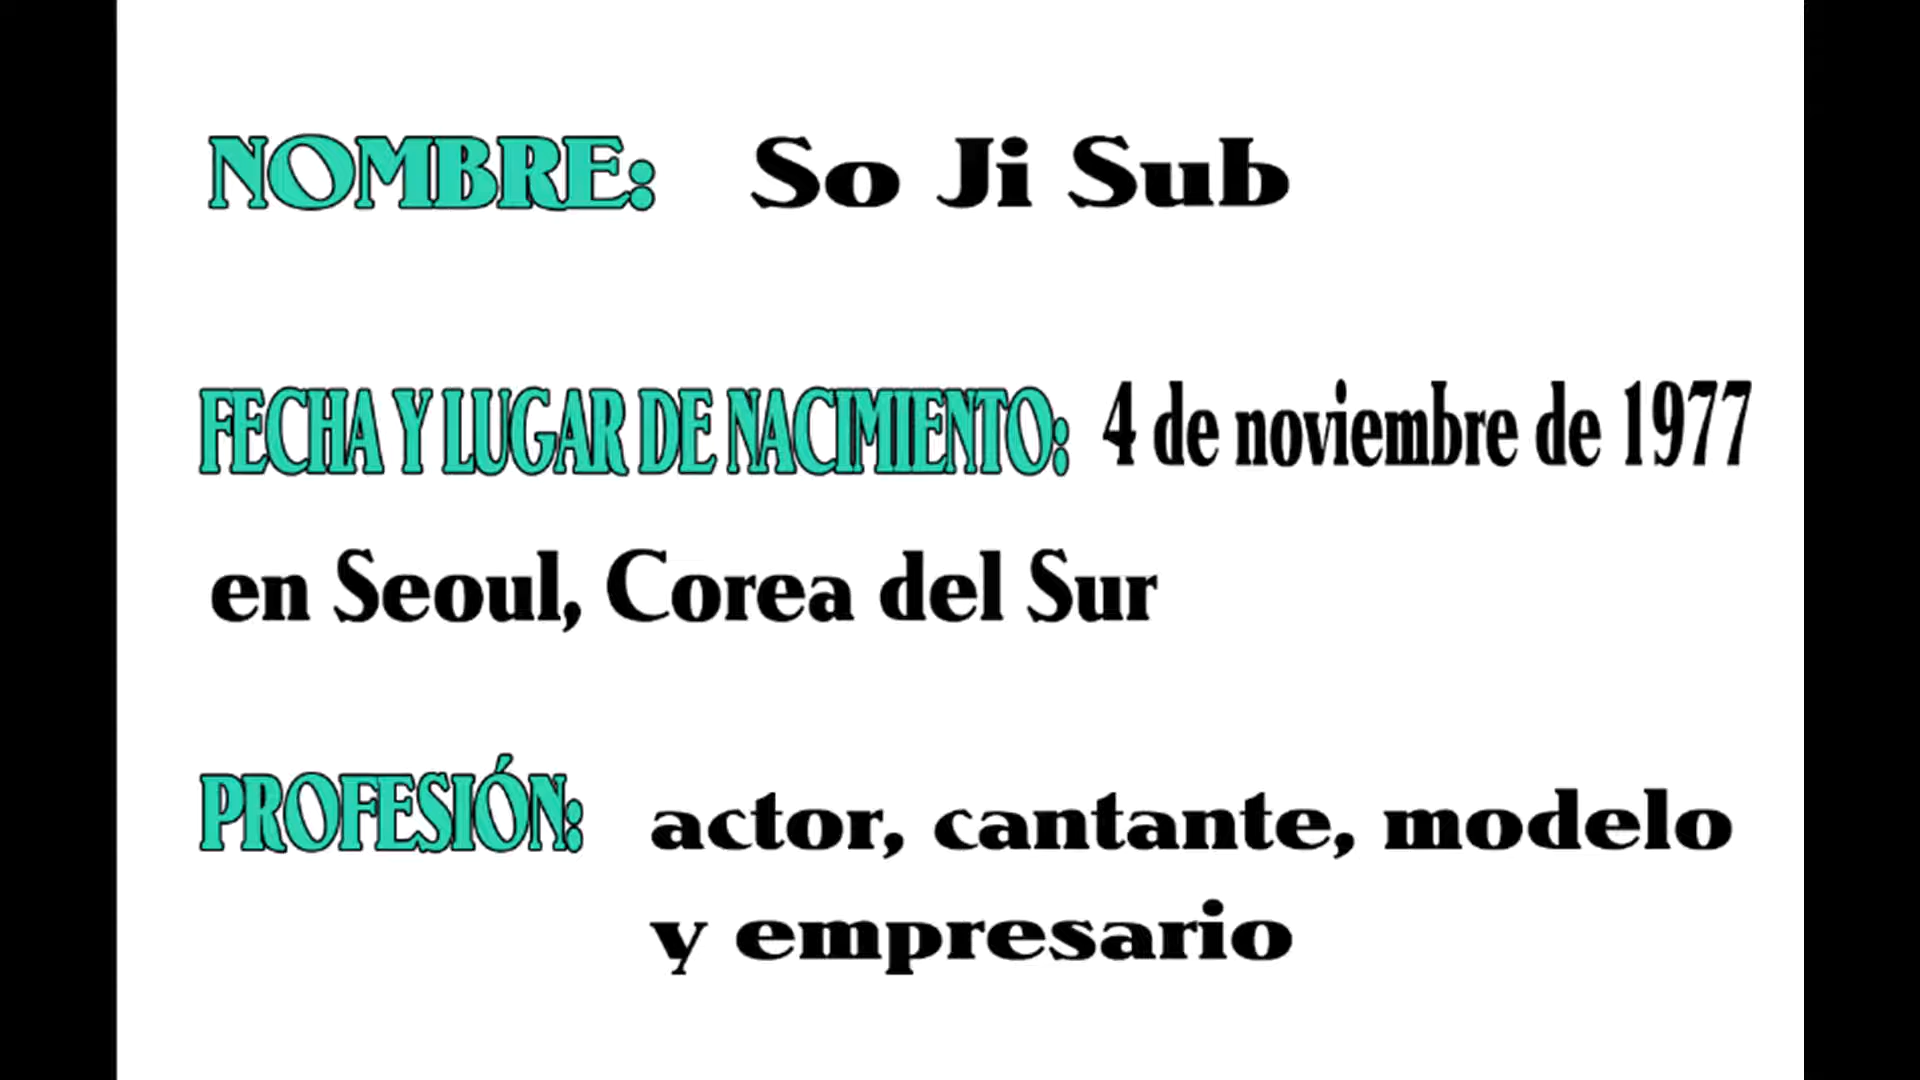 NOMBRE: So Ji Sub
FECHA Y LUGAR DE NACIMIENTO: 4 de noviembre de 1977
en Seoul, Corea del Sur
PROFESIÓN: actor, cantante, modelo
y empresario